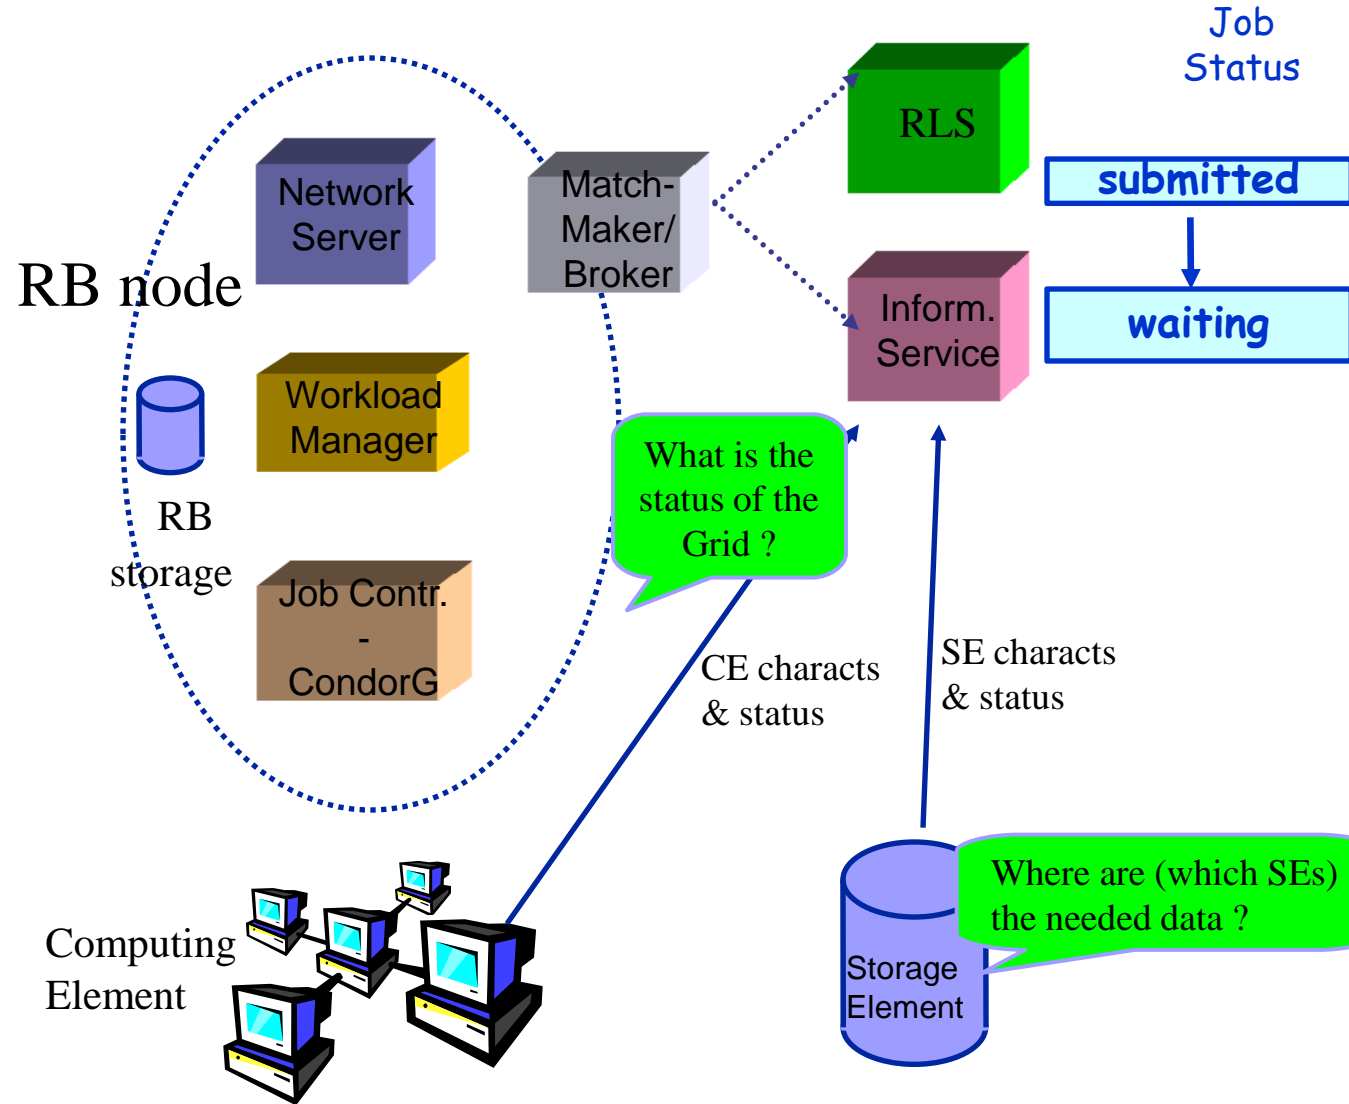 Job
Status
RLS
submitted
Network
Server
Match-
Maker/
Broker
RB node
Inform.
Service
waiting
Workload
Manager
What is the
status of the
Grid ?
RB
storage
Job Contr.
-
CondorG
CE characts
& status
SE characts
& status
Where are (which SEs)
the needed data ?
Computing
Element
Storage
Element